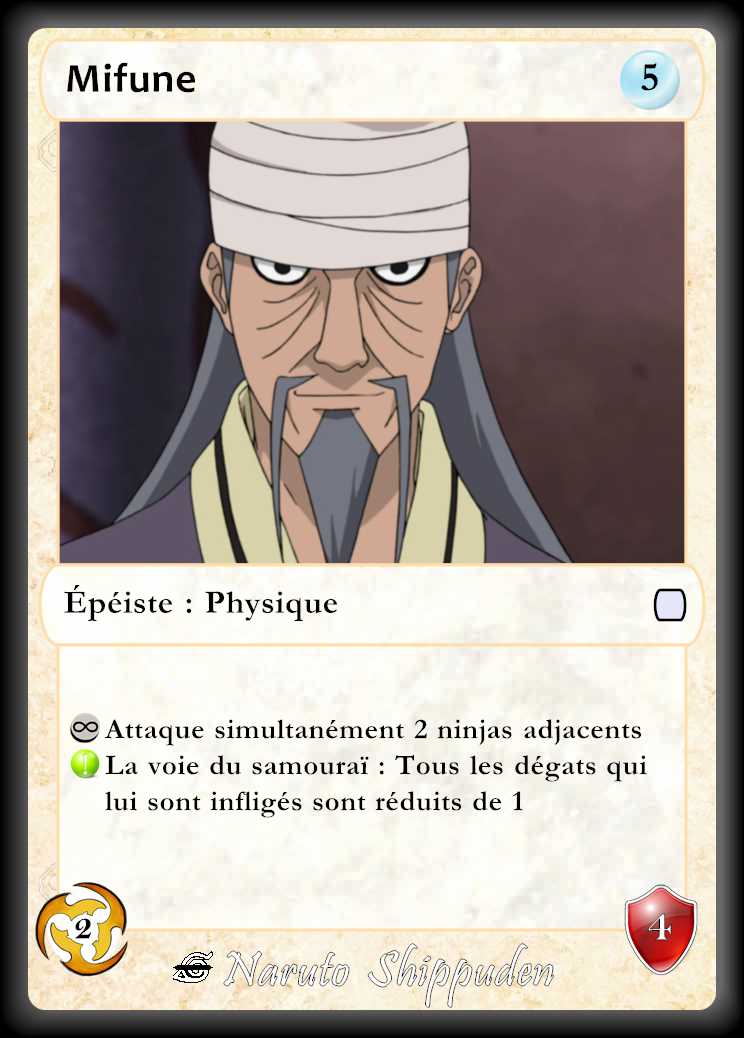 Mifune
5
Épéiste : Physique
∞ Attaque simultanément 2 ninjas adjacents
! La voie du samouraï : Tous les dégats qui
lui sont infligés sont réduits de 1
2
4
Naruto Shippuden